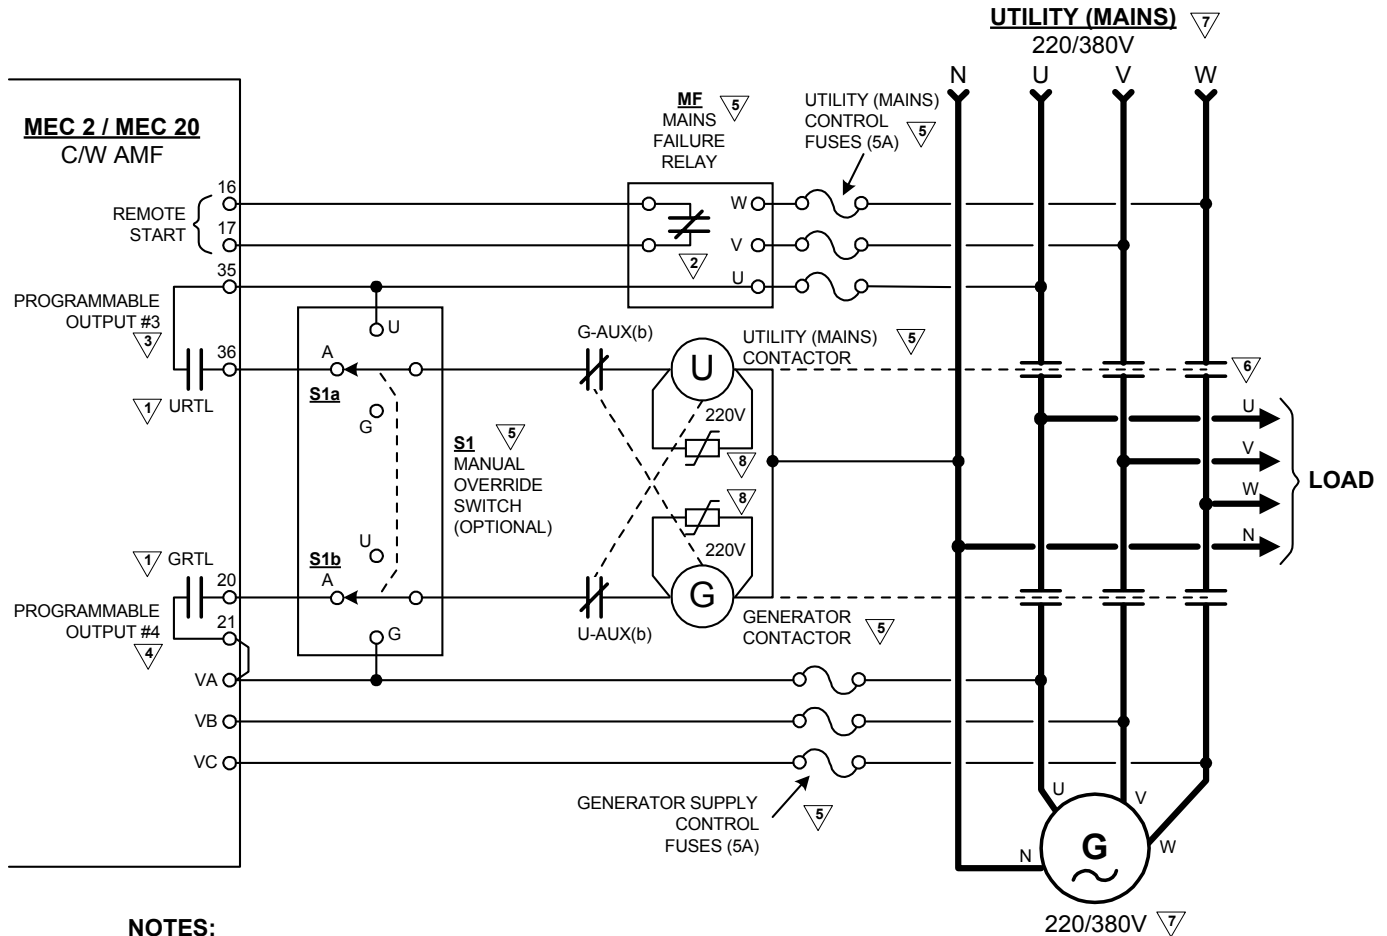 UTILITY (MAINS) 7
220/380V
N U V W
MEC 2 / MEC 20
C/W AMF
MF 5
MAINS
FAILURE
RELAY
UTILITY (MAINS)
CONTROL
FUSES (5A) 5
REMOTE
START
16
17
W
V
U
2
35
PROGRAMMABLE
OUTPUT #3
3
36
1 URTL
U
A
S1a
G
S1 5
MANUAL
OVERRIDE
SWITCH
(OPTIONAL)
G-AUX(b)
U
220V
8
UTILITY (MAINS)
CONTACTOR 5
6
U
V
W
N
LOAD
8
220V
G
U-AUX(b)
GENERATOR
CONTACTOR 5
1 GRTL
20
PROGRAMMABLE
OUTPUT #4
4
21
U
S1b
A
G
VA
VB
VC
GENERATOR SUPPLY
CONTROL
FUSES (5A)
5
U
V
W
N
G
220/380V 7
NOTES: